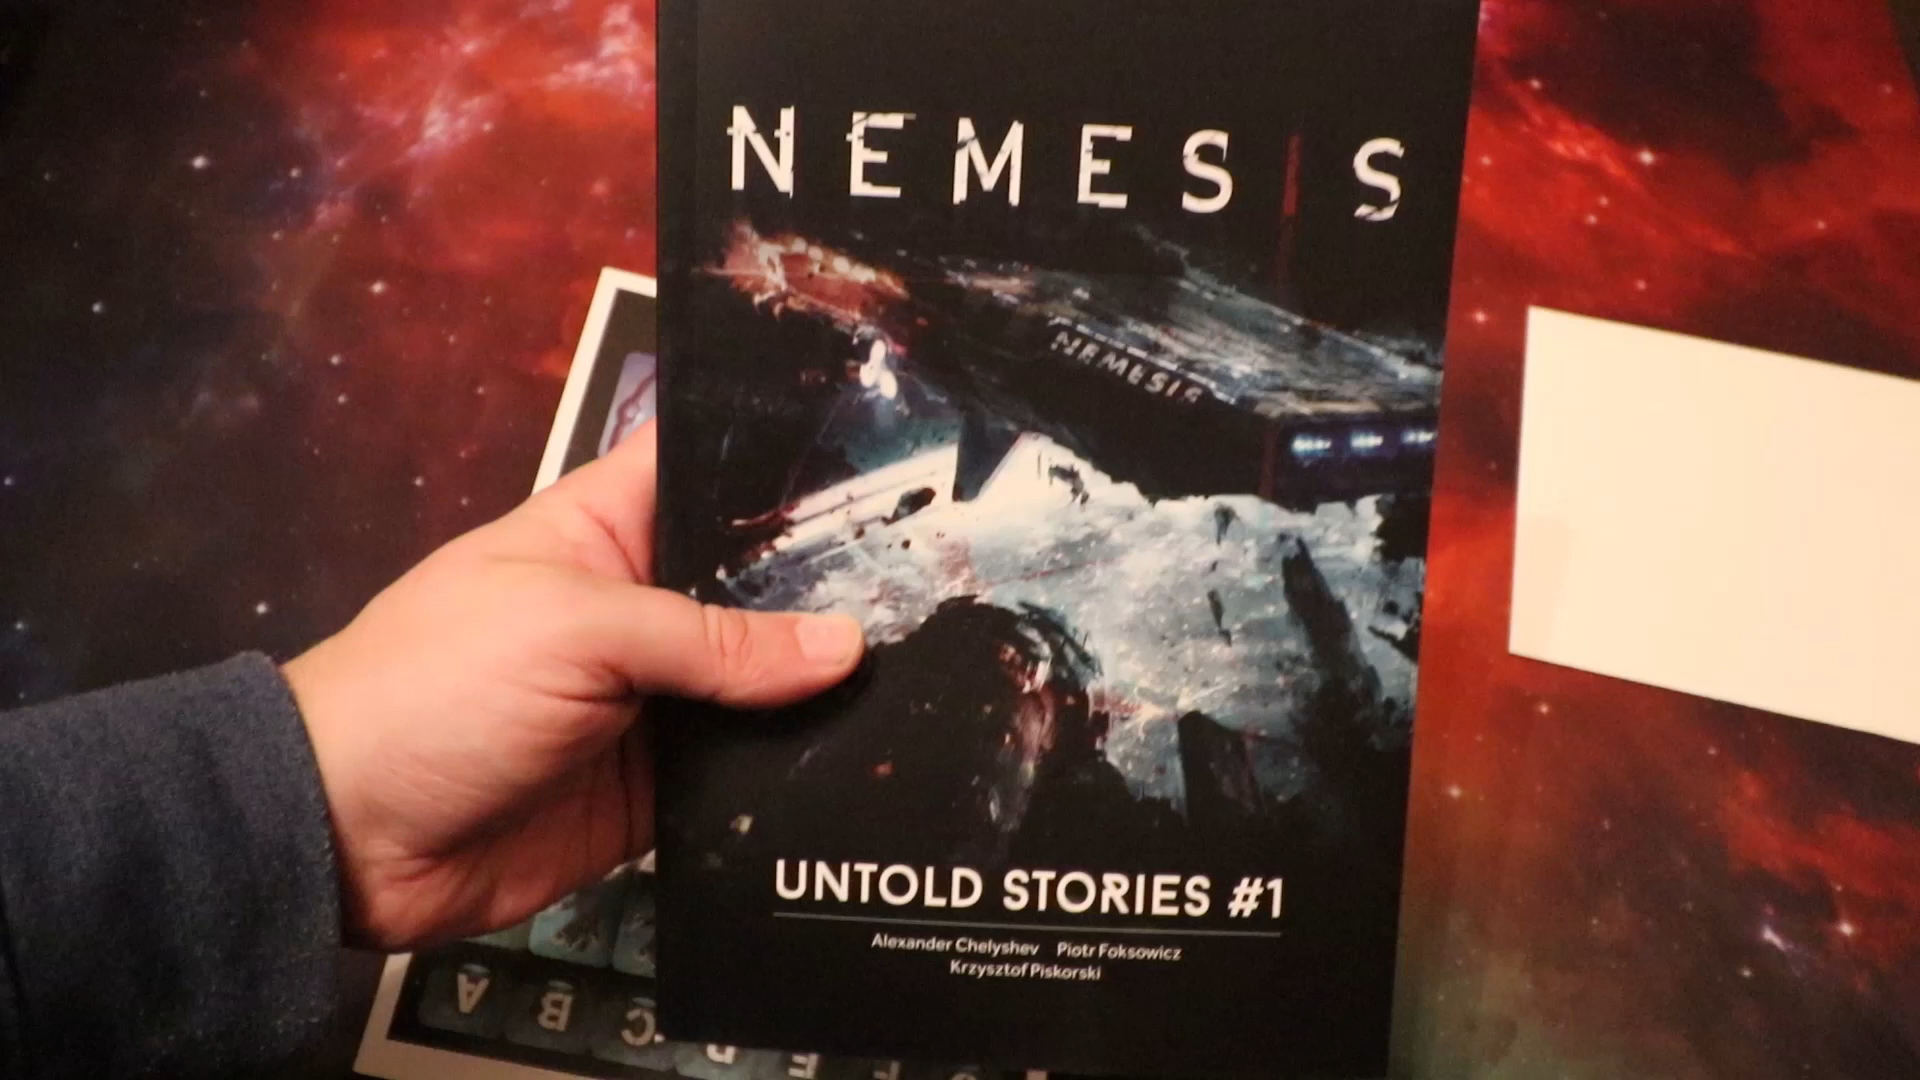 NEMESIS
NEMESIS
UNTOLD STORIES #1
Alexander Chelyshev Piotr Foksowicz
Krzysztof Piskorski
A B C